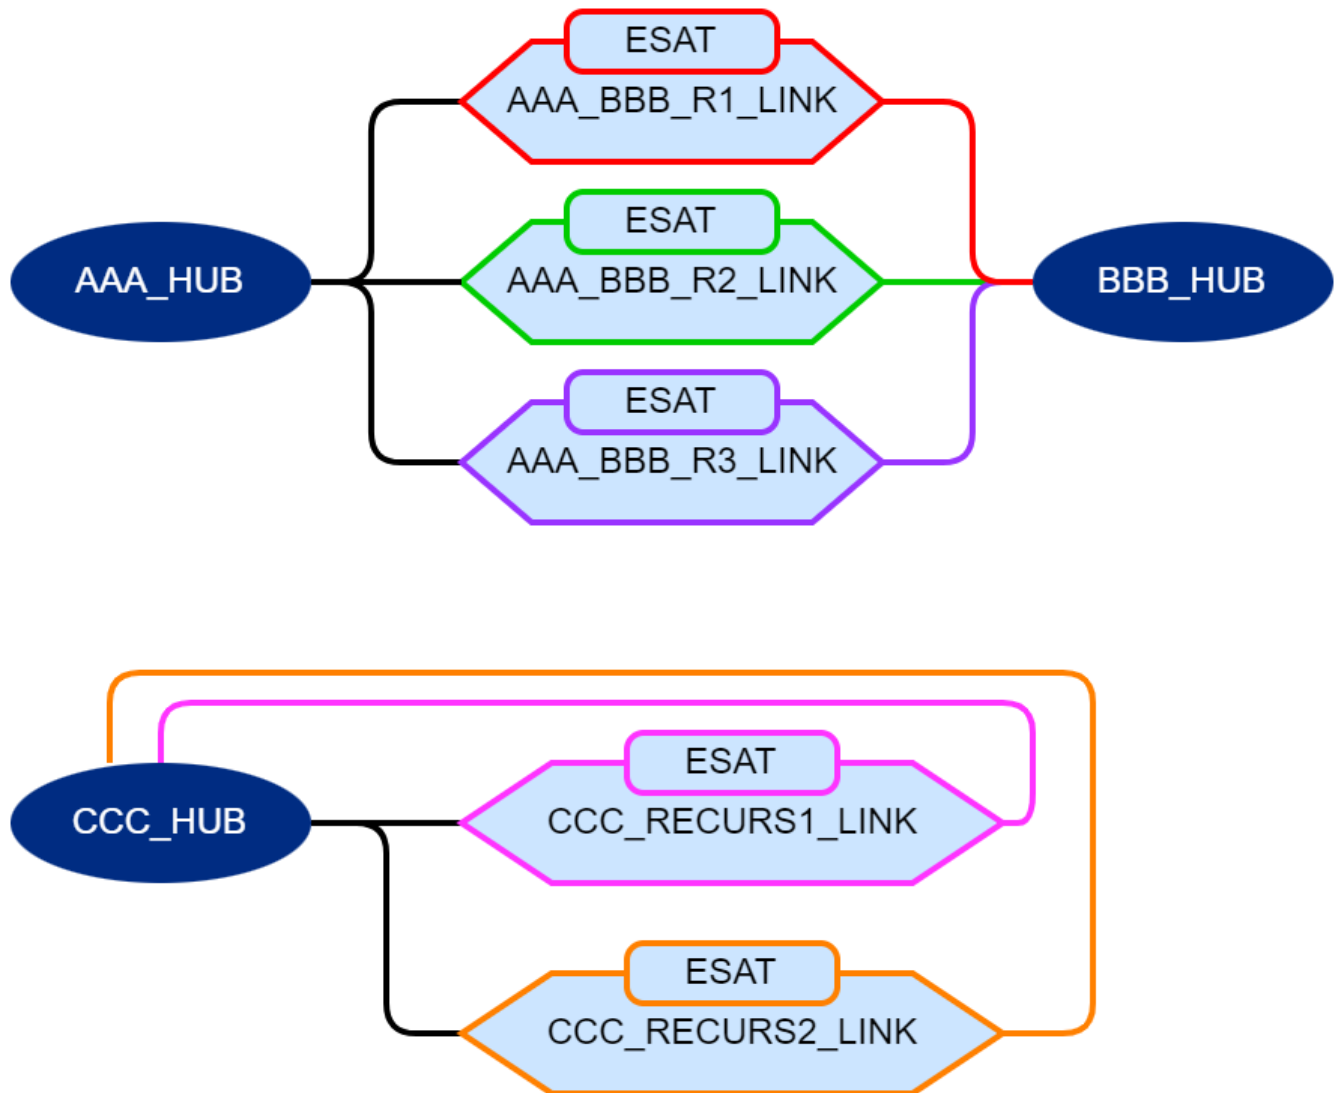 ESAT
AAA_BBB_R1_LINK
ESAT
AAA_HUB
AAA_BBB_R2_LINK
BBB_HUB
ESAT
AAA_BBB_R3_LINK
ESAT
CCC_HUB
CCC_RECURS1_LINK
ESAT
CCC_RECURS2_LINK